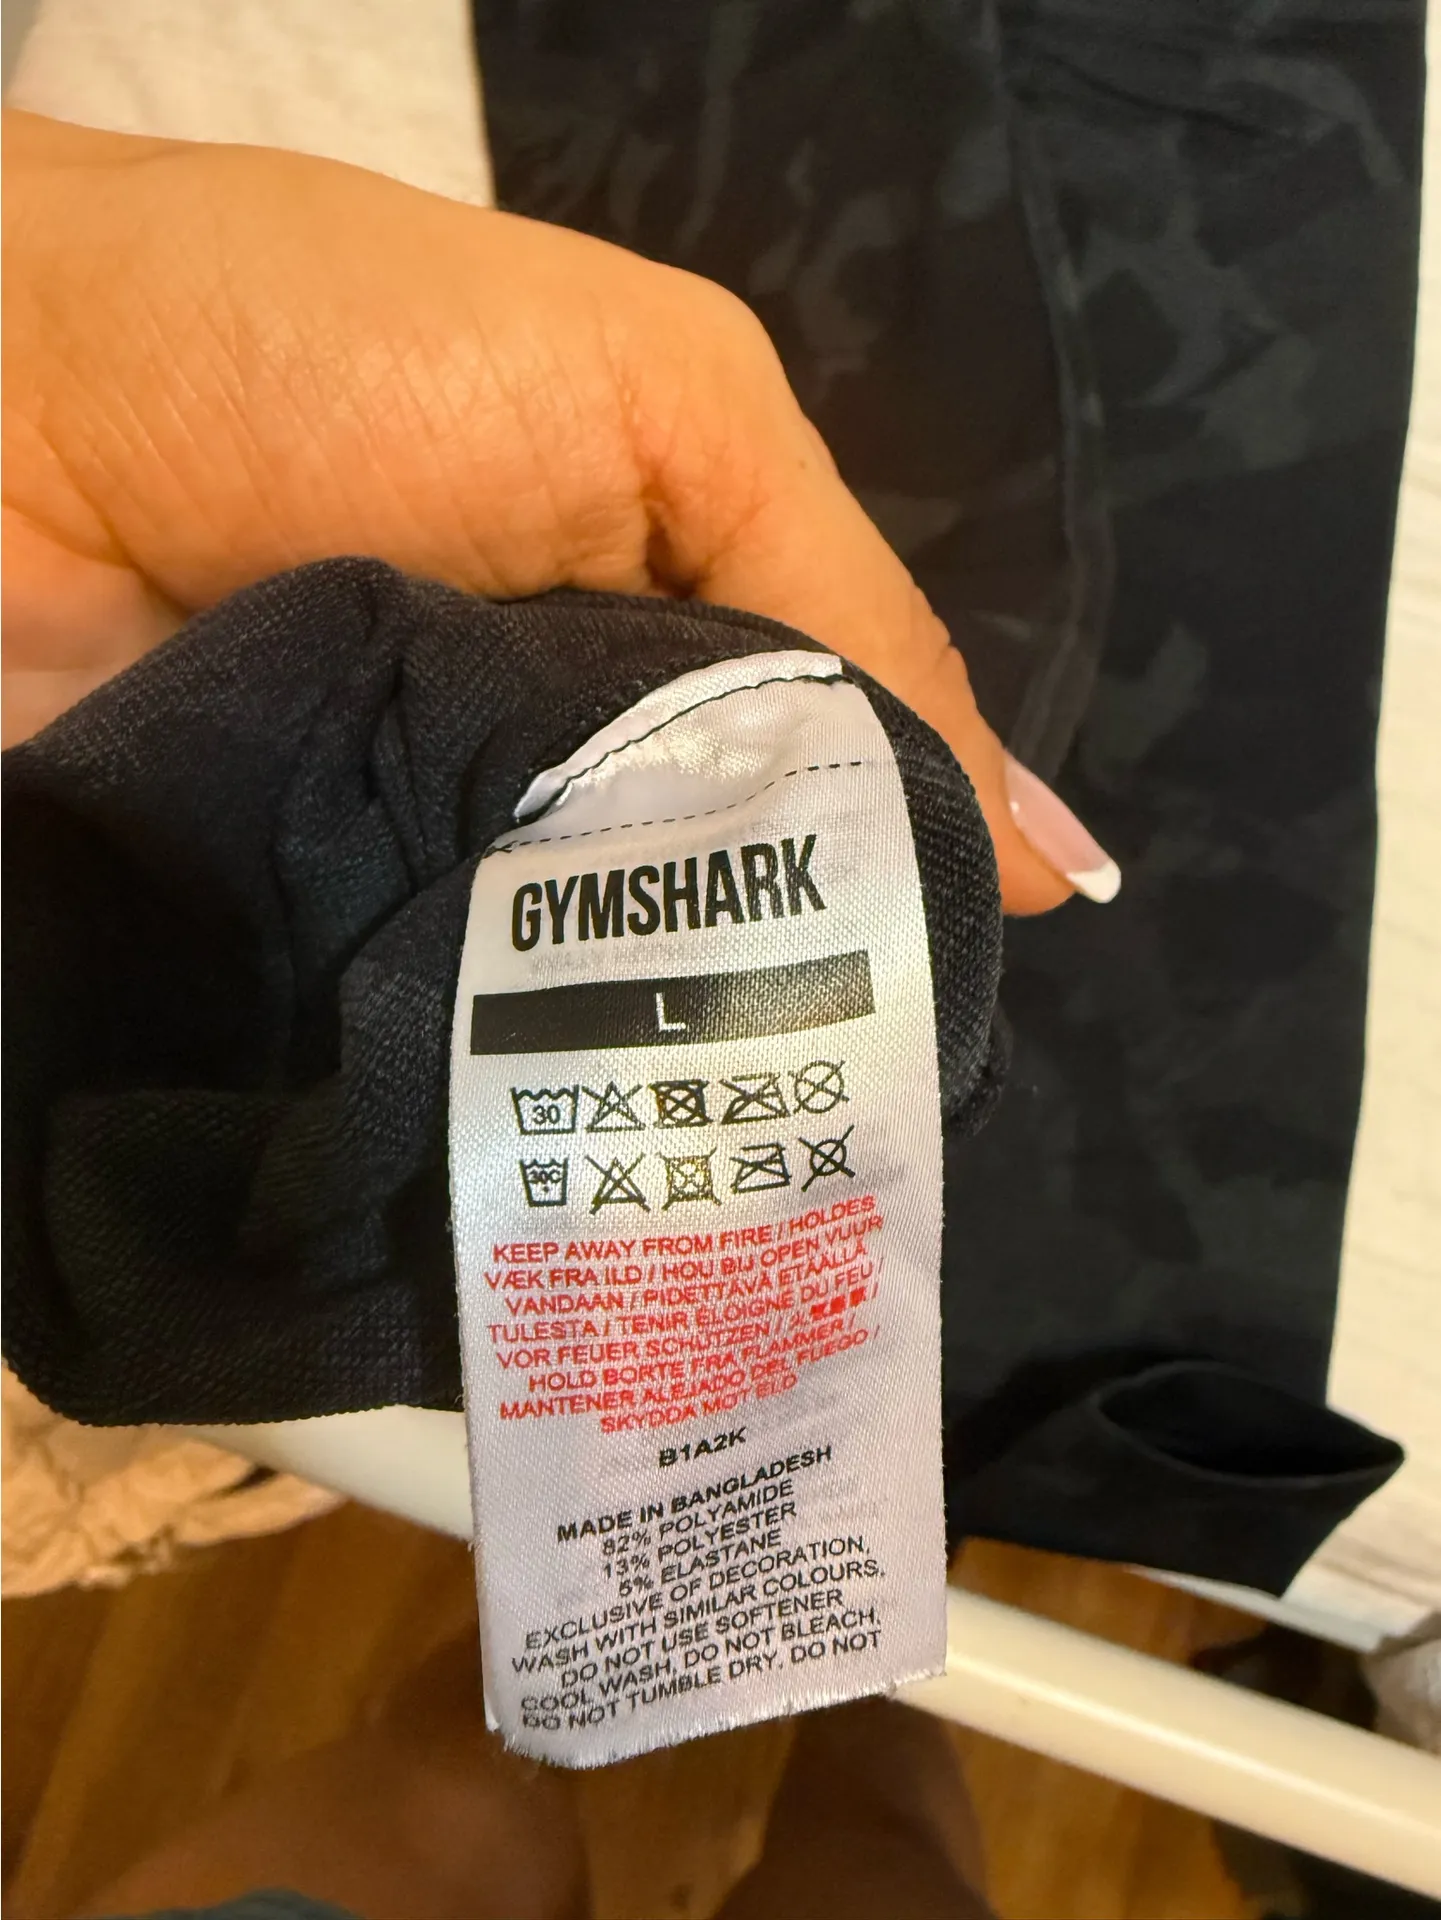 GYMSHARK
L
30
30C
KEEP AWAY FROM FIRE / HOLDES
VÆK FRA ILD / HOU BIJ OPEN VUUR
VANDAAN / PIDETTÄVÄ ETÄÄLLÄ
TULESTA / TENIR ÉLOIGNÉ DU FEU /
VOR FEUER SCHÜTZEN /
HOLD BORTE FRA FLAMMER /
MANTENER ALEJADO DEL FUEGO /
SKYDDA MOT ELD
B1A2K
MADE IN BANGLADESH
82% POLYAMIDE
13% POLYESTER
5% ELASTANE
EXCLUSIVE OF DECORATION,
WASH WITH SIMILAR COLOURS,
DO NOT USE SOFTENER
COOL WASH, DO NOT BLEACH,
DO NOT TUMBLE DRY, DO NOT